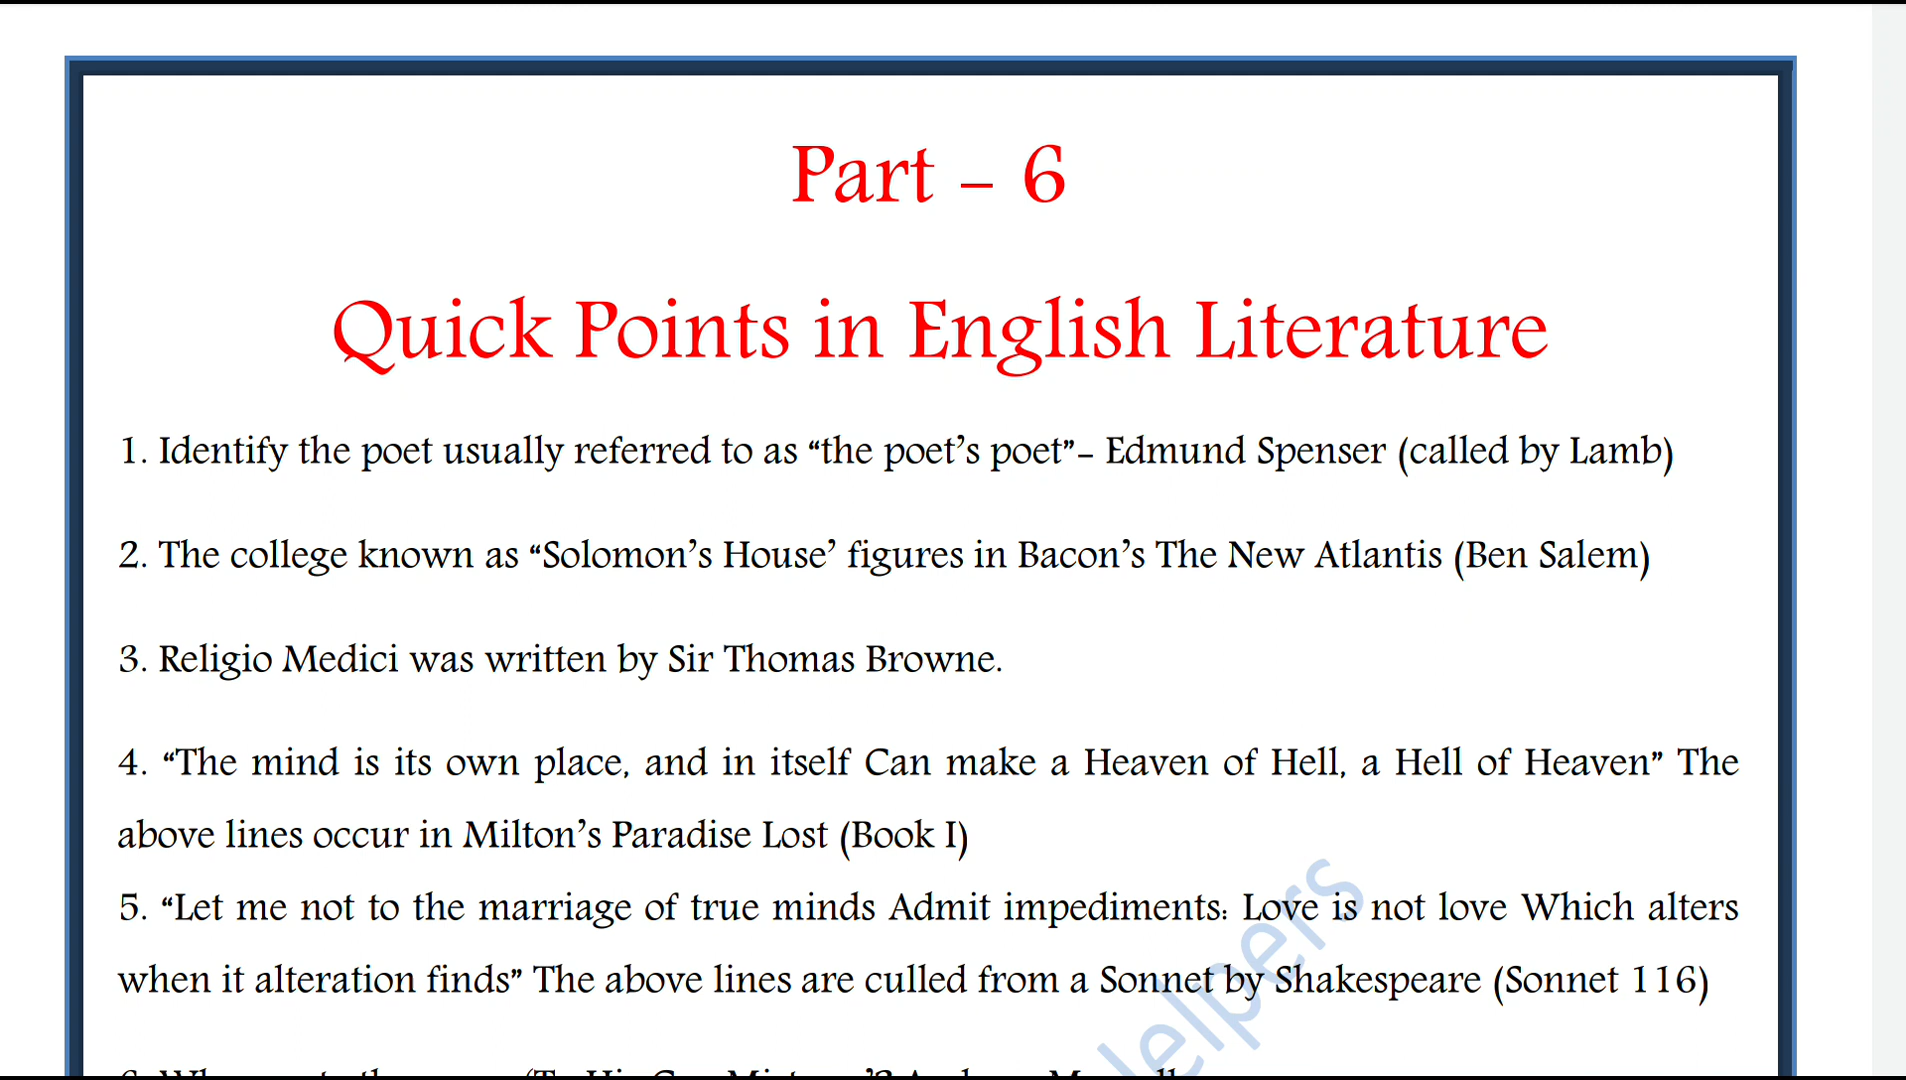 Part – 6
Quick Points in English Literature
1. Identify the poet usually referred to as “the poet’s poet”– Edmund Spenser (called by Lamb)
2. The college known as “Solomon’s House’ figures in Bacon’s The New Atlantis (Ben Salem)
3. Religio Medici was written by Sir Thomas Browne.
4. “The mind is its own place, and in itself Can make a Heaven of Hell, a Hell of Heaven” The
above lines occur in Milton’s Paradise Lost (Book I)
5. “Let me not to the marriage of true minds Admit impediments: Love is not love Which alters
when it alteration finds” The above lines are culled from a Sonnet by Shakespeare (Sonnet 116)